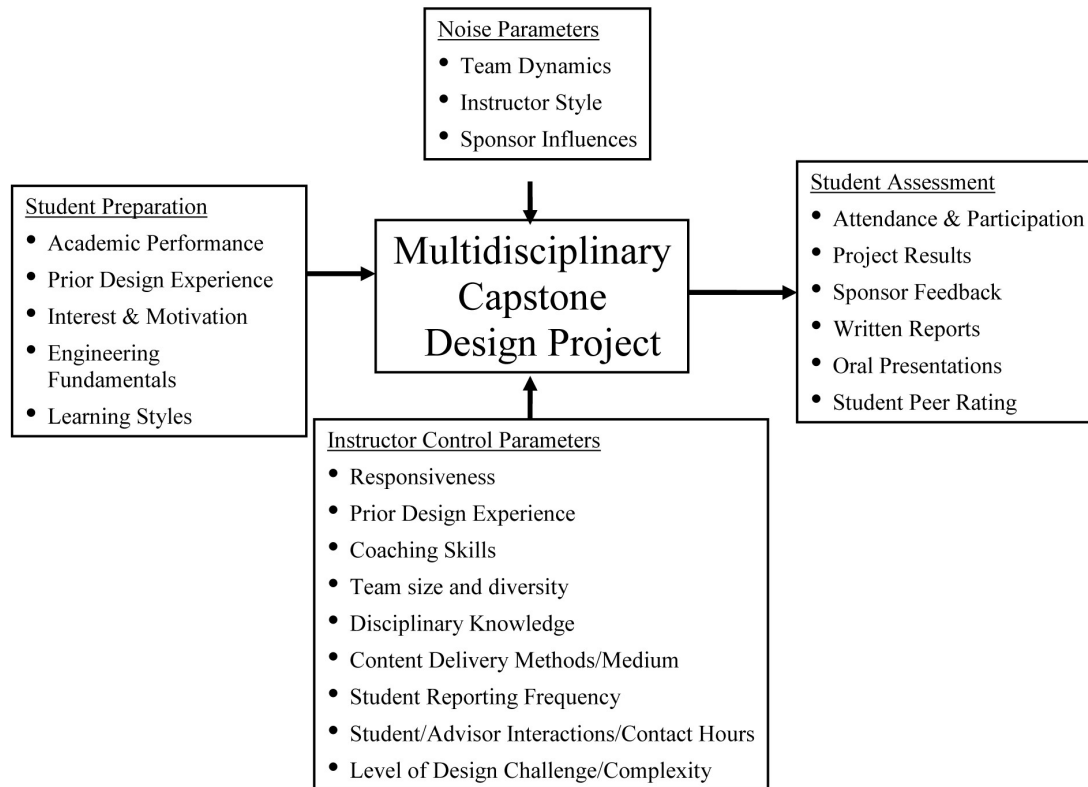 Noise Parameters
• Team Dynamics
• Instructor Style
• Sponsor Influences
Student Preparation
• Academic Performance
• Prior Design Experience
• Interest & Motivation
• Engineering
Fundamentals
• Learning Styles
Multidisciplinary
Capstone
Design Project
Student Assessment
• Attendance & Participation
• Project Results
• Sponsor Feedback
• Written Reports
• Oral Presentations
• Student Peer Rating
Instructor Control Parameters
• Responsiveness
• Prior Design Experience
• Coaching Skills
• Team size and diversity
• Disciplinary Knowledge
• Content Delivery Methods/Medium
• Student Reporting Frequency
• Student/Advisor Interactions/Contact Hours
• Level of Design Challenge/Complexity